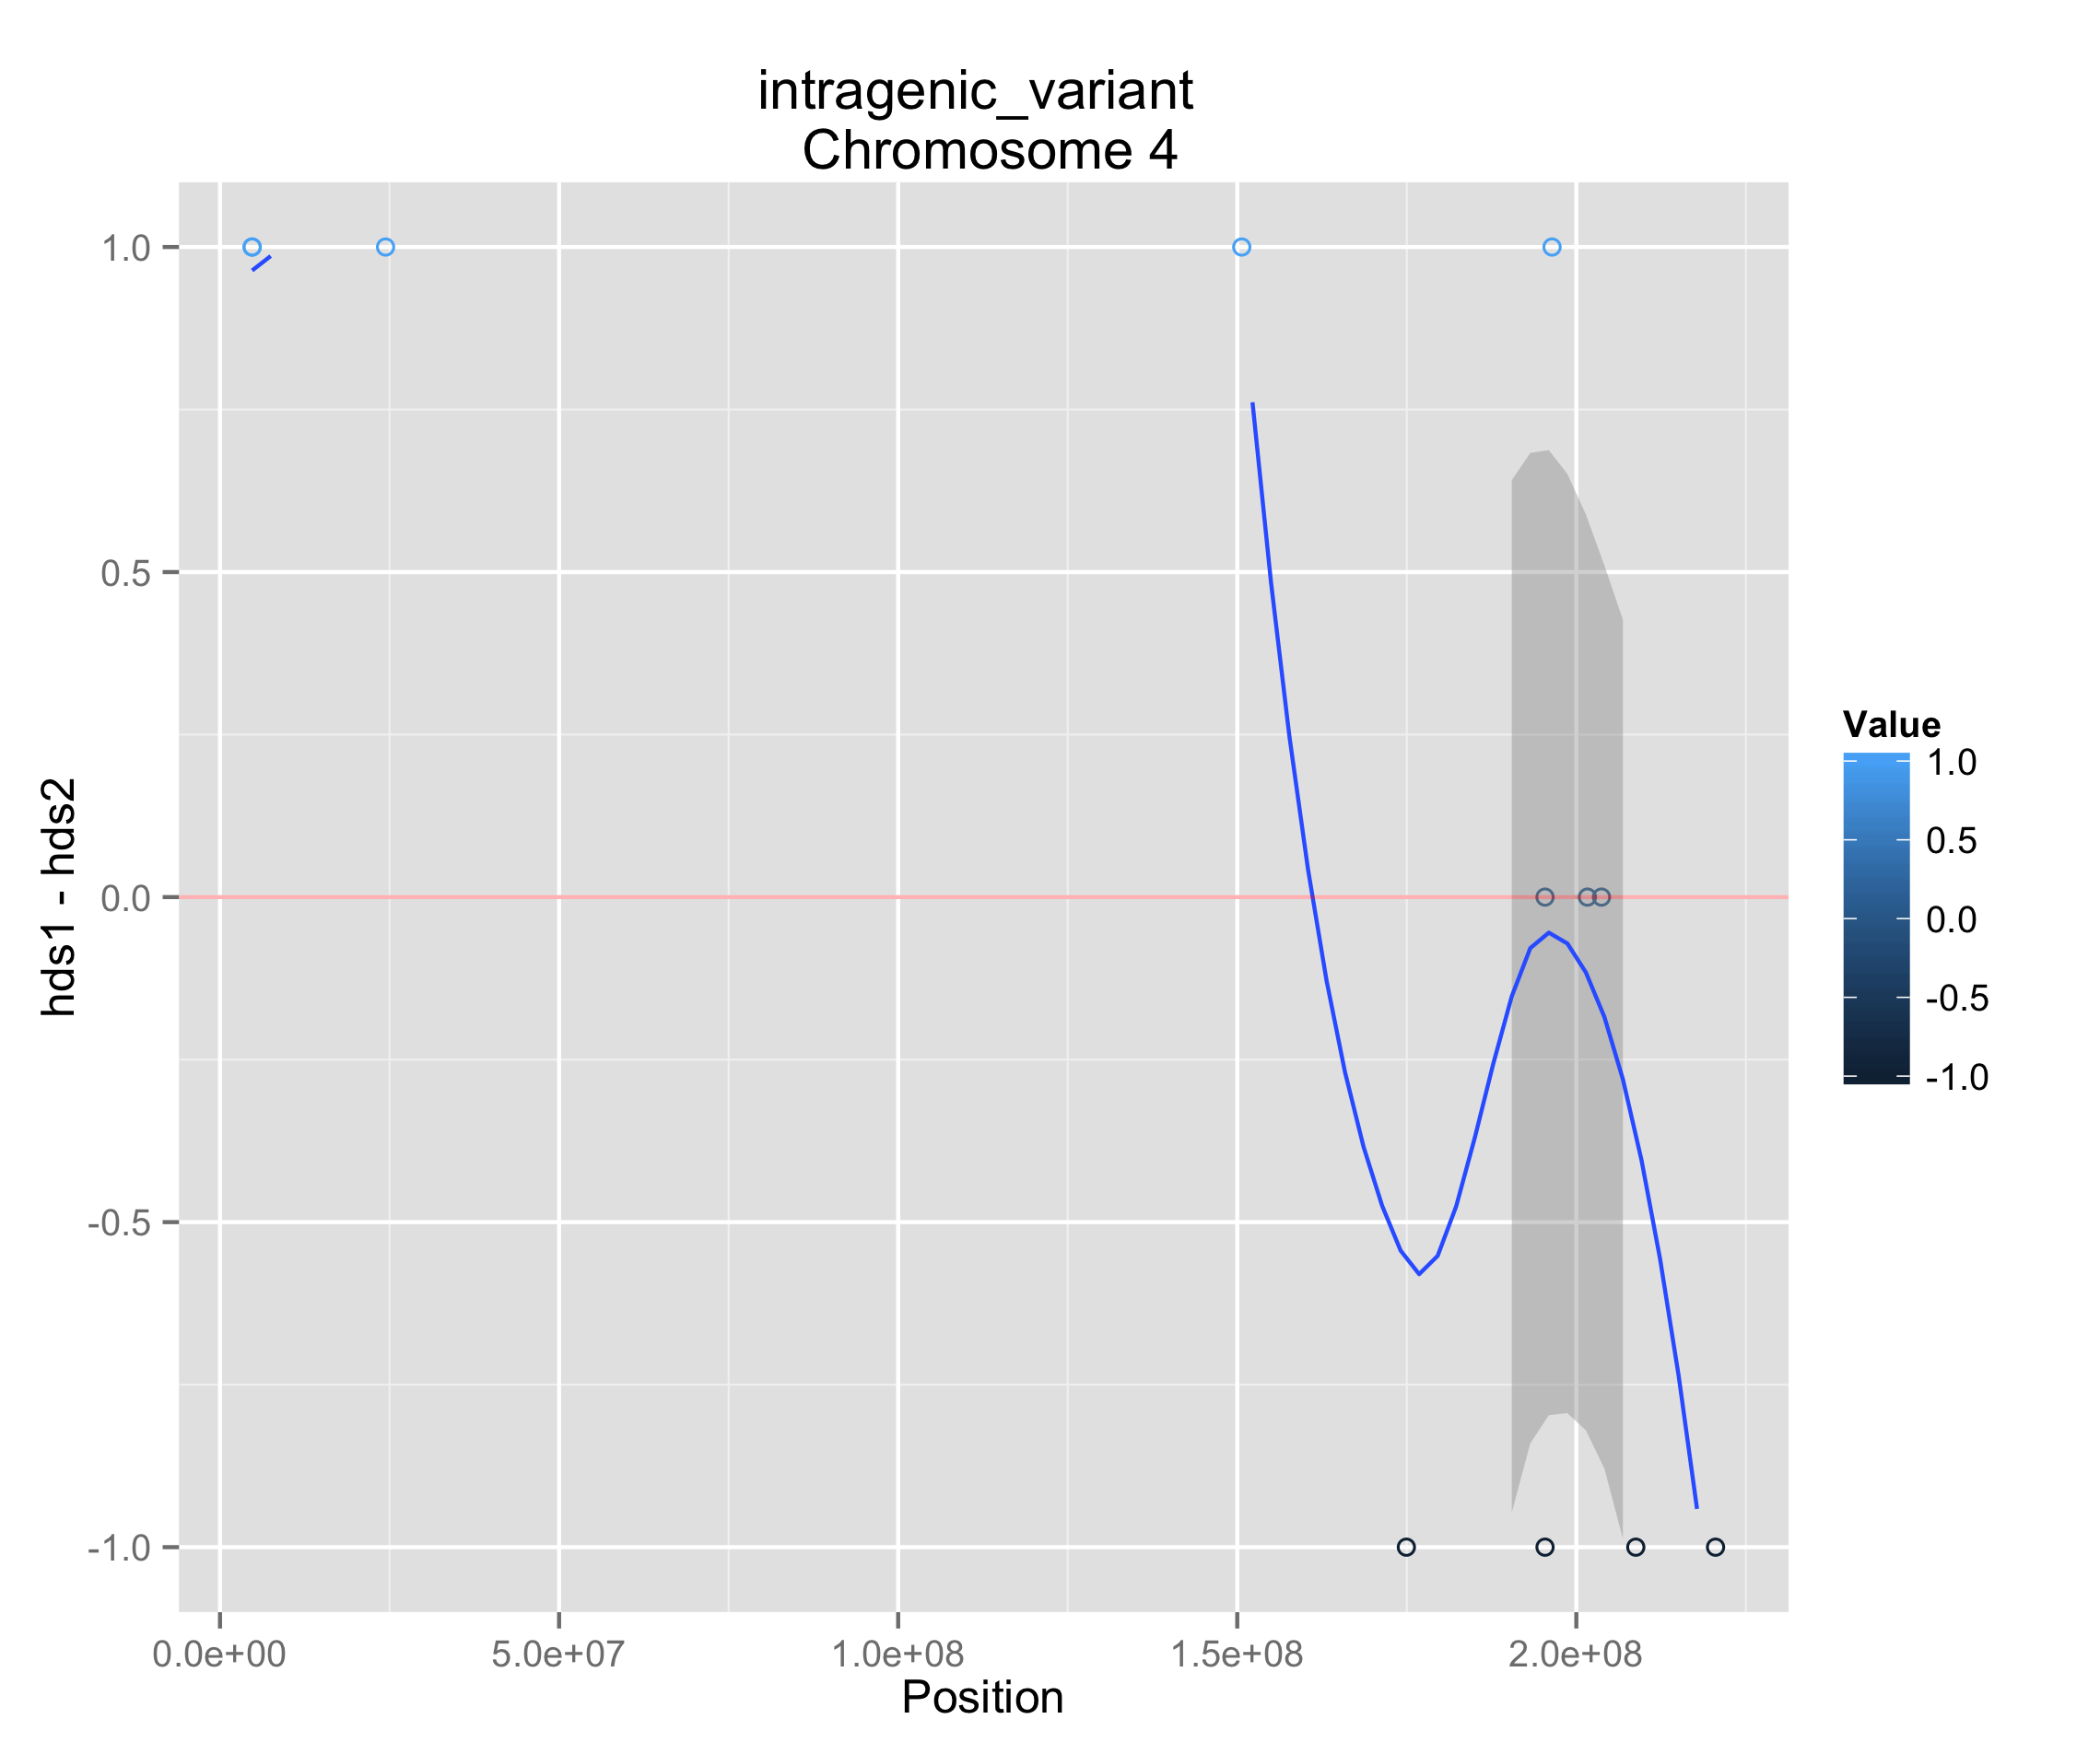 intragenic_variant
Chromosome 4
hds1 - hds2
1.0
0.5
0.0
-0.5
-1.0
0.0e+00 5.0e+07 1.0e+08 1.5e+08 2.0e+08
Position
Value
1.0
0.5
0.0
-0.5
-1.0